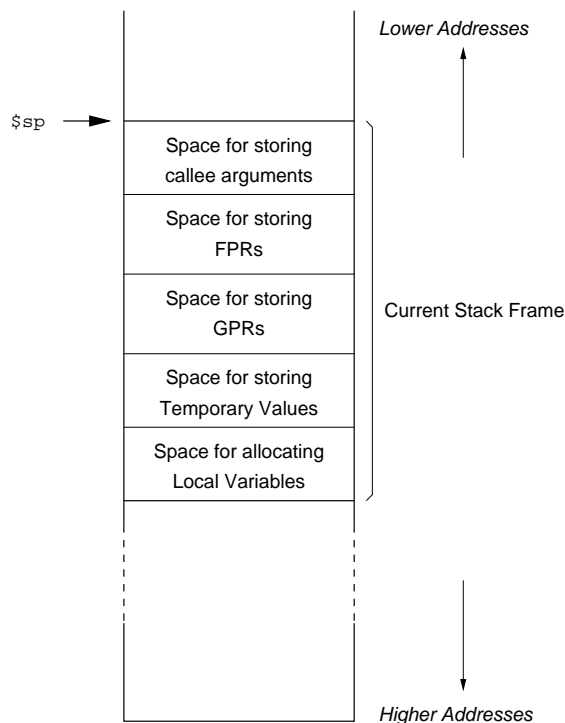 Lower Addresses
$sp
Space for storing
callee arguments
Space for storing
FPRs
Space for storing
GPRs
Current Stack Frame
Space for storing
Temporary Values
Space for allocating
Local Variables
Higher Addresses